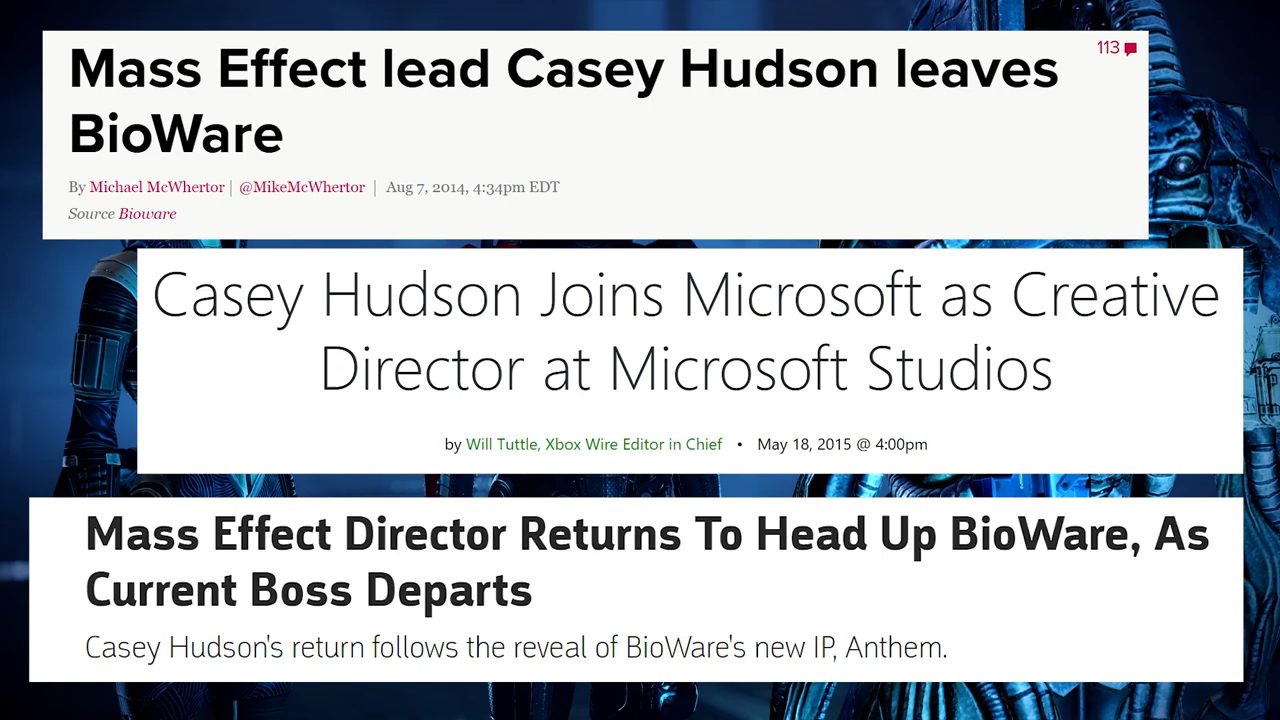 Mass Effect lead Casey Hudson leaves
113
BioWare
By Michael McWhertor | @MikeMcWhertor | Aug 7, 2014, 4:34pm EDT
Source Bioware
Casey Hudson Joins Microsoft as Creative
Director at Microsoft Studios
by Will Tuttle, Xbox Wire Editor in Chief • May 18, 2015 @ 4:00pm
Mass Effect Director Returns To Head Up BioWare, As
Current Boss Departs
Casey Hudson's return follows the reveal of BioWare's new IP, Anthem.